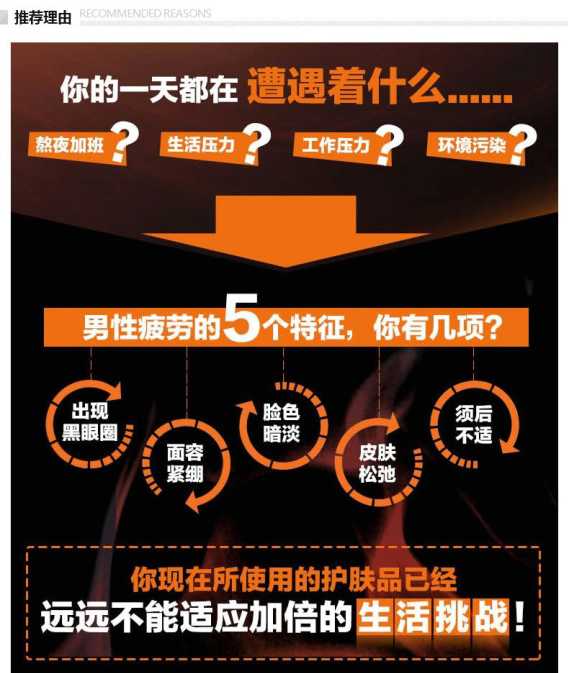 推荐理由 RECOMMENDED REASONS
你的一天都在 遭遇着什么......
熬夜加班? 生活压力? 工作压力? 环境污染?
男性疲劳的5个特征，你有几项?
出现
黑眼圈
面容
紧绷
脸色
暗淡
皮肤
松弛
须后
不适
你现在所使用的护肤品已经
远远不能适应加倍的生活挑战!